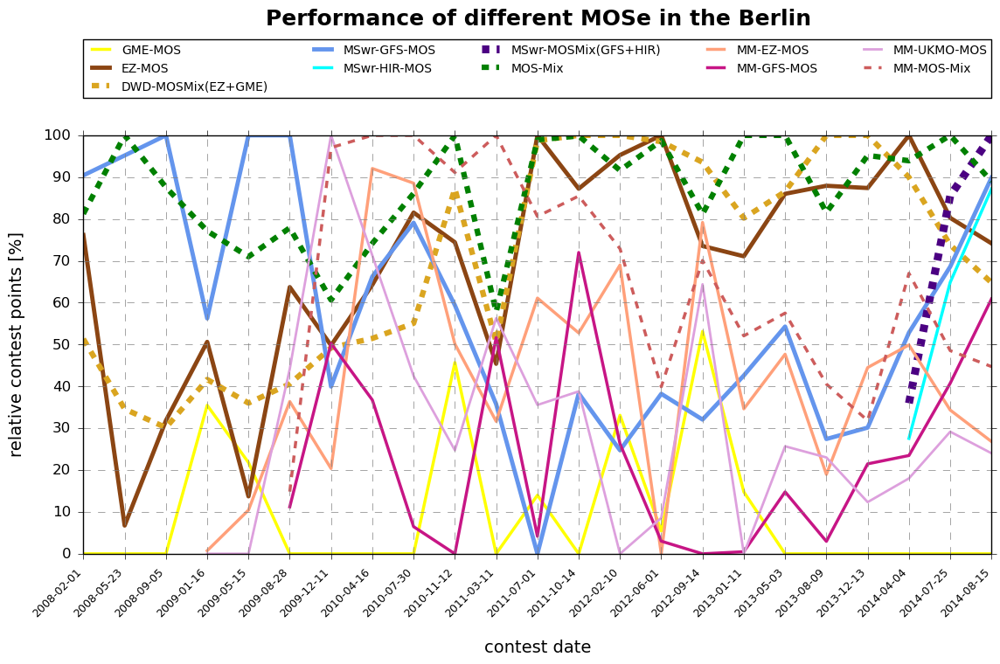 Performance of different MOSe in the Berlin
GME-MOS
EZ-MOS
DWD-MOSMix(EZ+GME)
MSwr-GFS-MOS
MSwr-HIR-MOS
MSwr-MOSMix(GFS+HIR)
MOS-Mix
MM-EZ-MOS
MM-GFS-MOS
MM-UKMO-MOS
MM-MOS-Mix
relative contest points [%]
100
90
80
70
60
50
40
30
20
10
0
2008-02-01
2008-05-23
2008-09-05
2009-01-16
2009-05-15
2009-08-28
2009-12-11
2010-04-16
2010-07-30
2010-11-12
2011-03-11
2011-07-01
2011-10-14
2012-02-10
2012-06-01
2012-09-14
2013-01-11
2013-05-03
2013-08-09
2013-12-13
2014-04-04
2014-07-25
2014-08-15
contest date